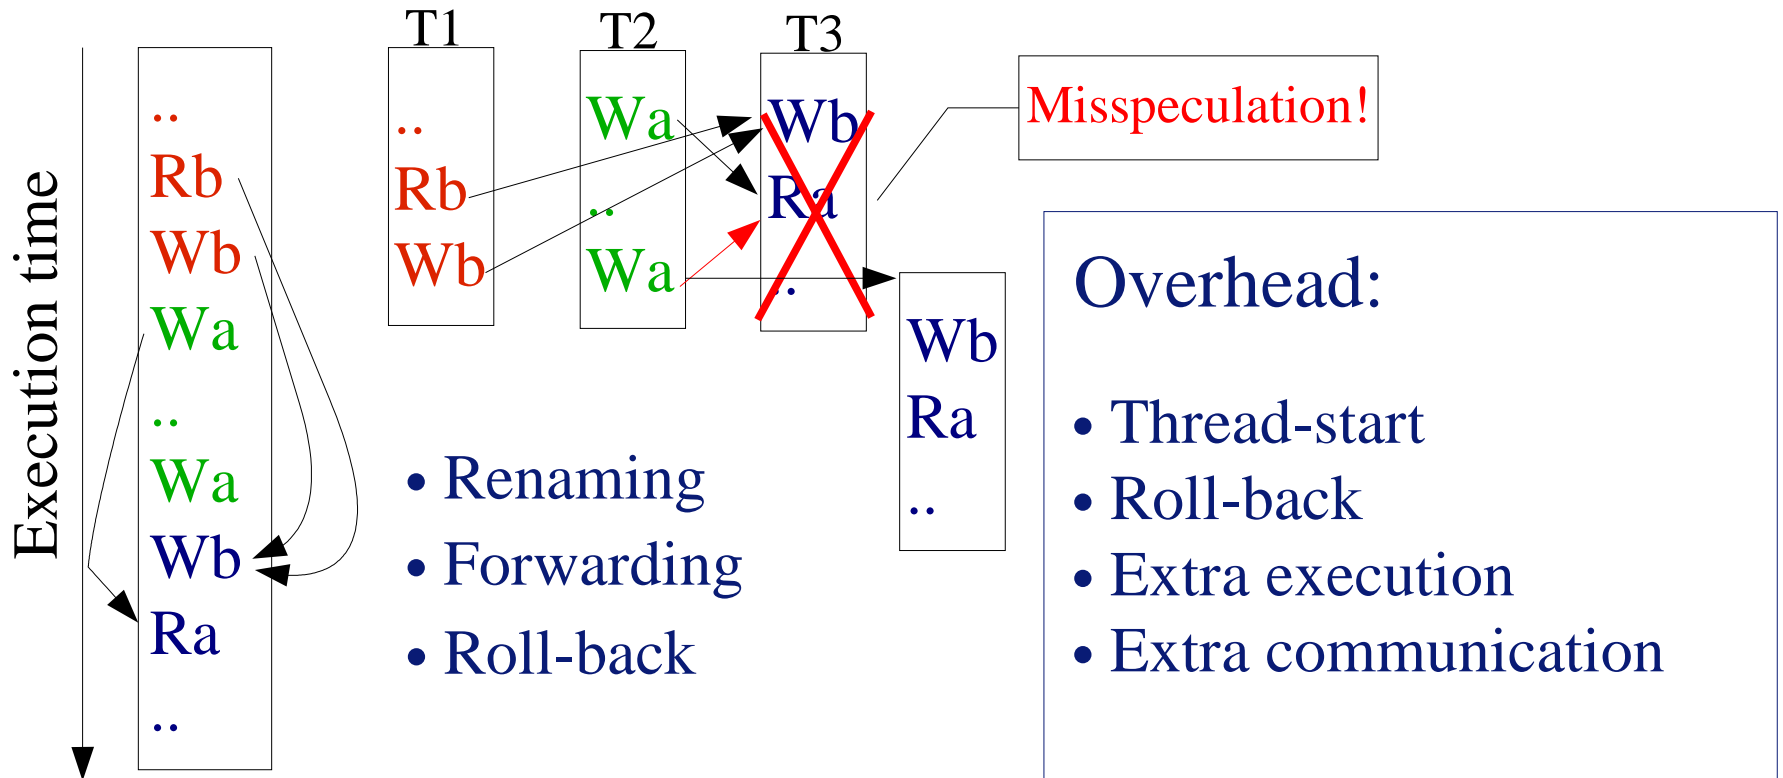 Execution time
..
Rb
Wb
Wa
..
Wa
Wb
Ra
..
T1
..
Rb
Wb
T2
Wa
..
Wa
T3
Wb
Ra
..
Misspeculation!
Wb
Ra
..
• Renaming
• Forwarding
• Roll-back
Overhead:
• Thread-start
• Roll-back
• Extra execution
• Extra communication